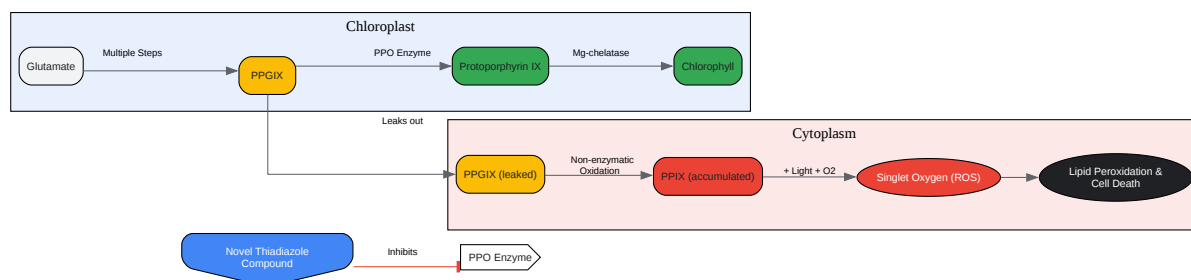 Chloroplast
Glutamate
Multiple Steps
PPGIX
PPO Enzyme
Protoporphyrin IX
Mg-chelatase
Chlorophyll
Leaks out
Cytoplasm
PPGIX (leaked)
Non-enzymatic
Oxidation
PPIX (accumulated)
+ Light + O2
Singlet Oxygen (ROS)
Lipid Peroxidation &
Cell Death
Novel Thiadiazole
Compound
Inhibits
PPO Enzyme